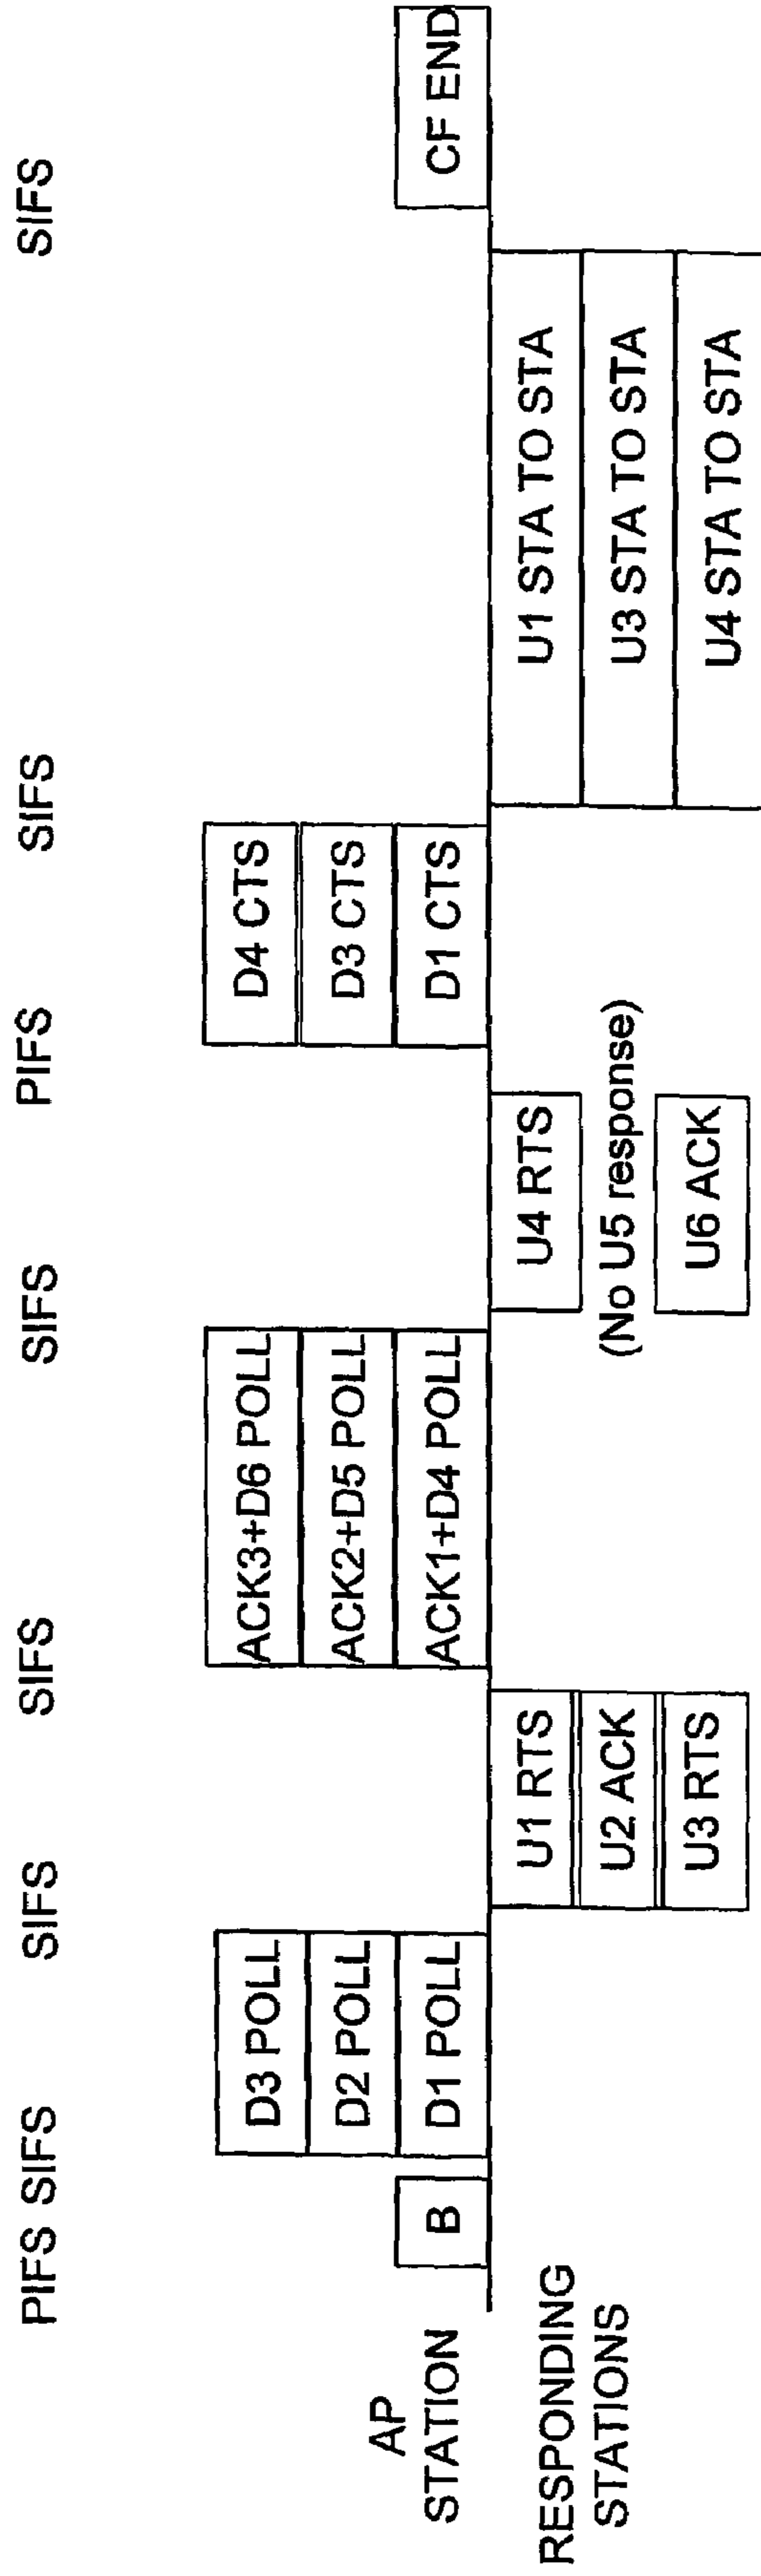 PIFS SIFS SIFS SIFS SIFS PIFS SIFS SIFS
AP
STATION
B
D3 POLL
D2 POLL
D1 POLL
ACK3+D6 POLL
ACK2+D5 POLL
ACK1+D4 POLL
D4 CTS
D3 CTS
D1 CTS
CF END
RESPONDING
STATIONS
U1 RTS
U2 ACK
U3 RTS
U4 RTS
(No U5 response)
U6 ACK
U1 STA TO STA
U3 STA TO STA
U4 STA TO STA